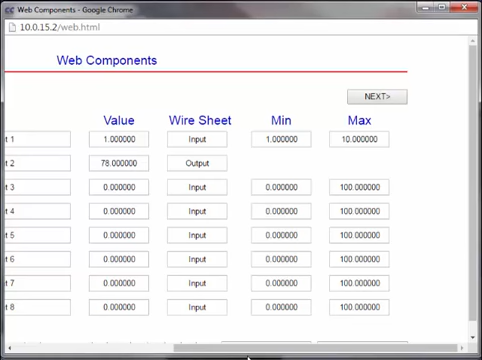 Web Components - Google Chrome
10.0.15.2/web.html
Web Components
NEXT>
Value Wire Sheet Min Max
t 1 1.000000 Input 1.000000 10.000000
t 2 78.000000 Output
t 3 0.000000 Input 0.000000 100.000000
t 4 0.000000 Input 0.000000 100.000000
t 5 0.000000 Input 0.000000 100.000000
t 6 0.000000 Input 0.000000 100.000000
t 7 0.000000 Input 0.000000 100.000000
t 8 0.000000 Input 0.000000 100.000000